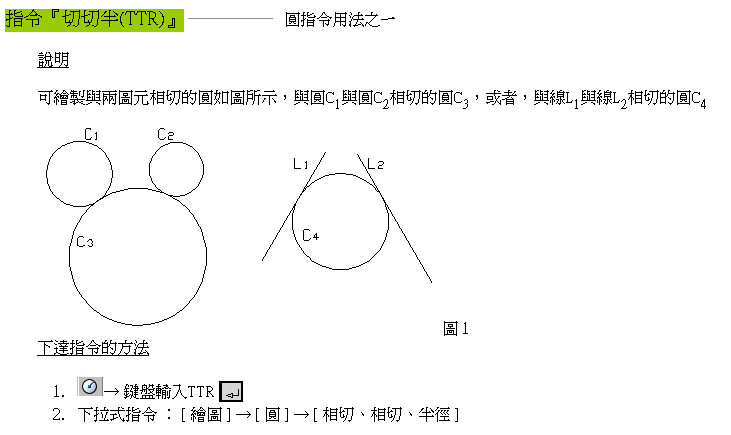 指令『切切半(TTR)』 圓指令用法之一
說明
可繪製與兩圖元相切的圓如圖所示，與圓C1與圓C2相切的圓C3，或者，與線L1與線L2相切的圓C4
C1 C2
L1 L2
C3 C4
圖1
下達指令的方法
1. → 鍵盤輸入TTR
2. 下拉式指令：[繪圖]→[圓]→[相切、相切、半徑]